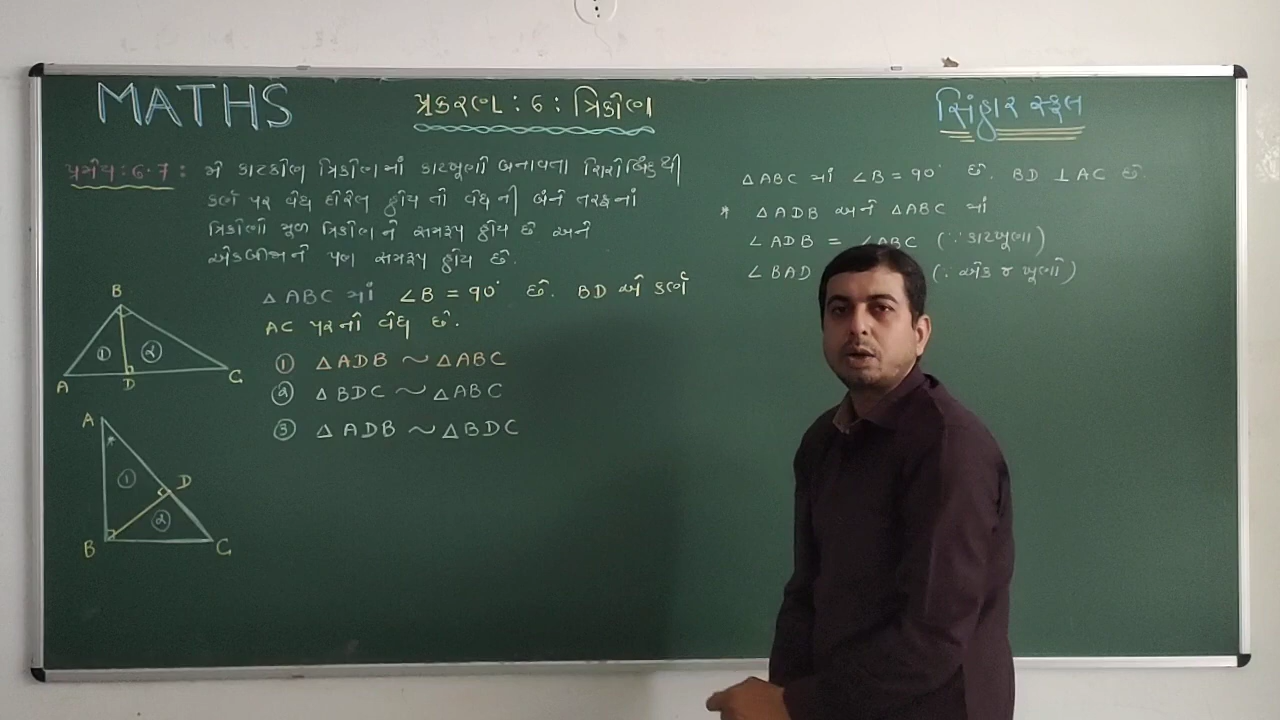 MATHS
પ્રકરણ : 6 : ત્રિકોણ
સિંહાર સ્કૂલ
પ્રમેય : 6.7 : જો કાટકોણ ત્રિકોણમાં કાટખૂણો બનાવતા શિરોબિંદુથી
કર્ણ પર વેધ દોરેલ હોય તો વેધની બંને તરફનાં
ત્રિકોણો મૂળ ત્રિકોણને સમરૂપ હોય છે અને
એકબીજાને પણ સમરૂપ હોય છે.
△ABC માં ∠B = 90° છે. BD એ કર્ણ
AC પરનો વેધ છે.
① △ADB ~ △ABC
② △BDC ~ △ABC
③ △ADB ~ △BDC
B
① ②
A D C
A
*
① D
②
B C
△ABC માં ∠B = 90° છે. BD ⊥ AC છે.
* △ADB અને △ABC માં
∠ADB = ∠ABC (∵ કાટખૂણા)
∠BAD (∵ એક જ ખૂણો)